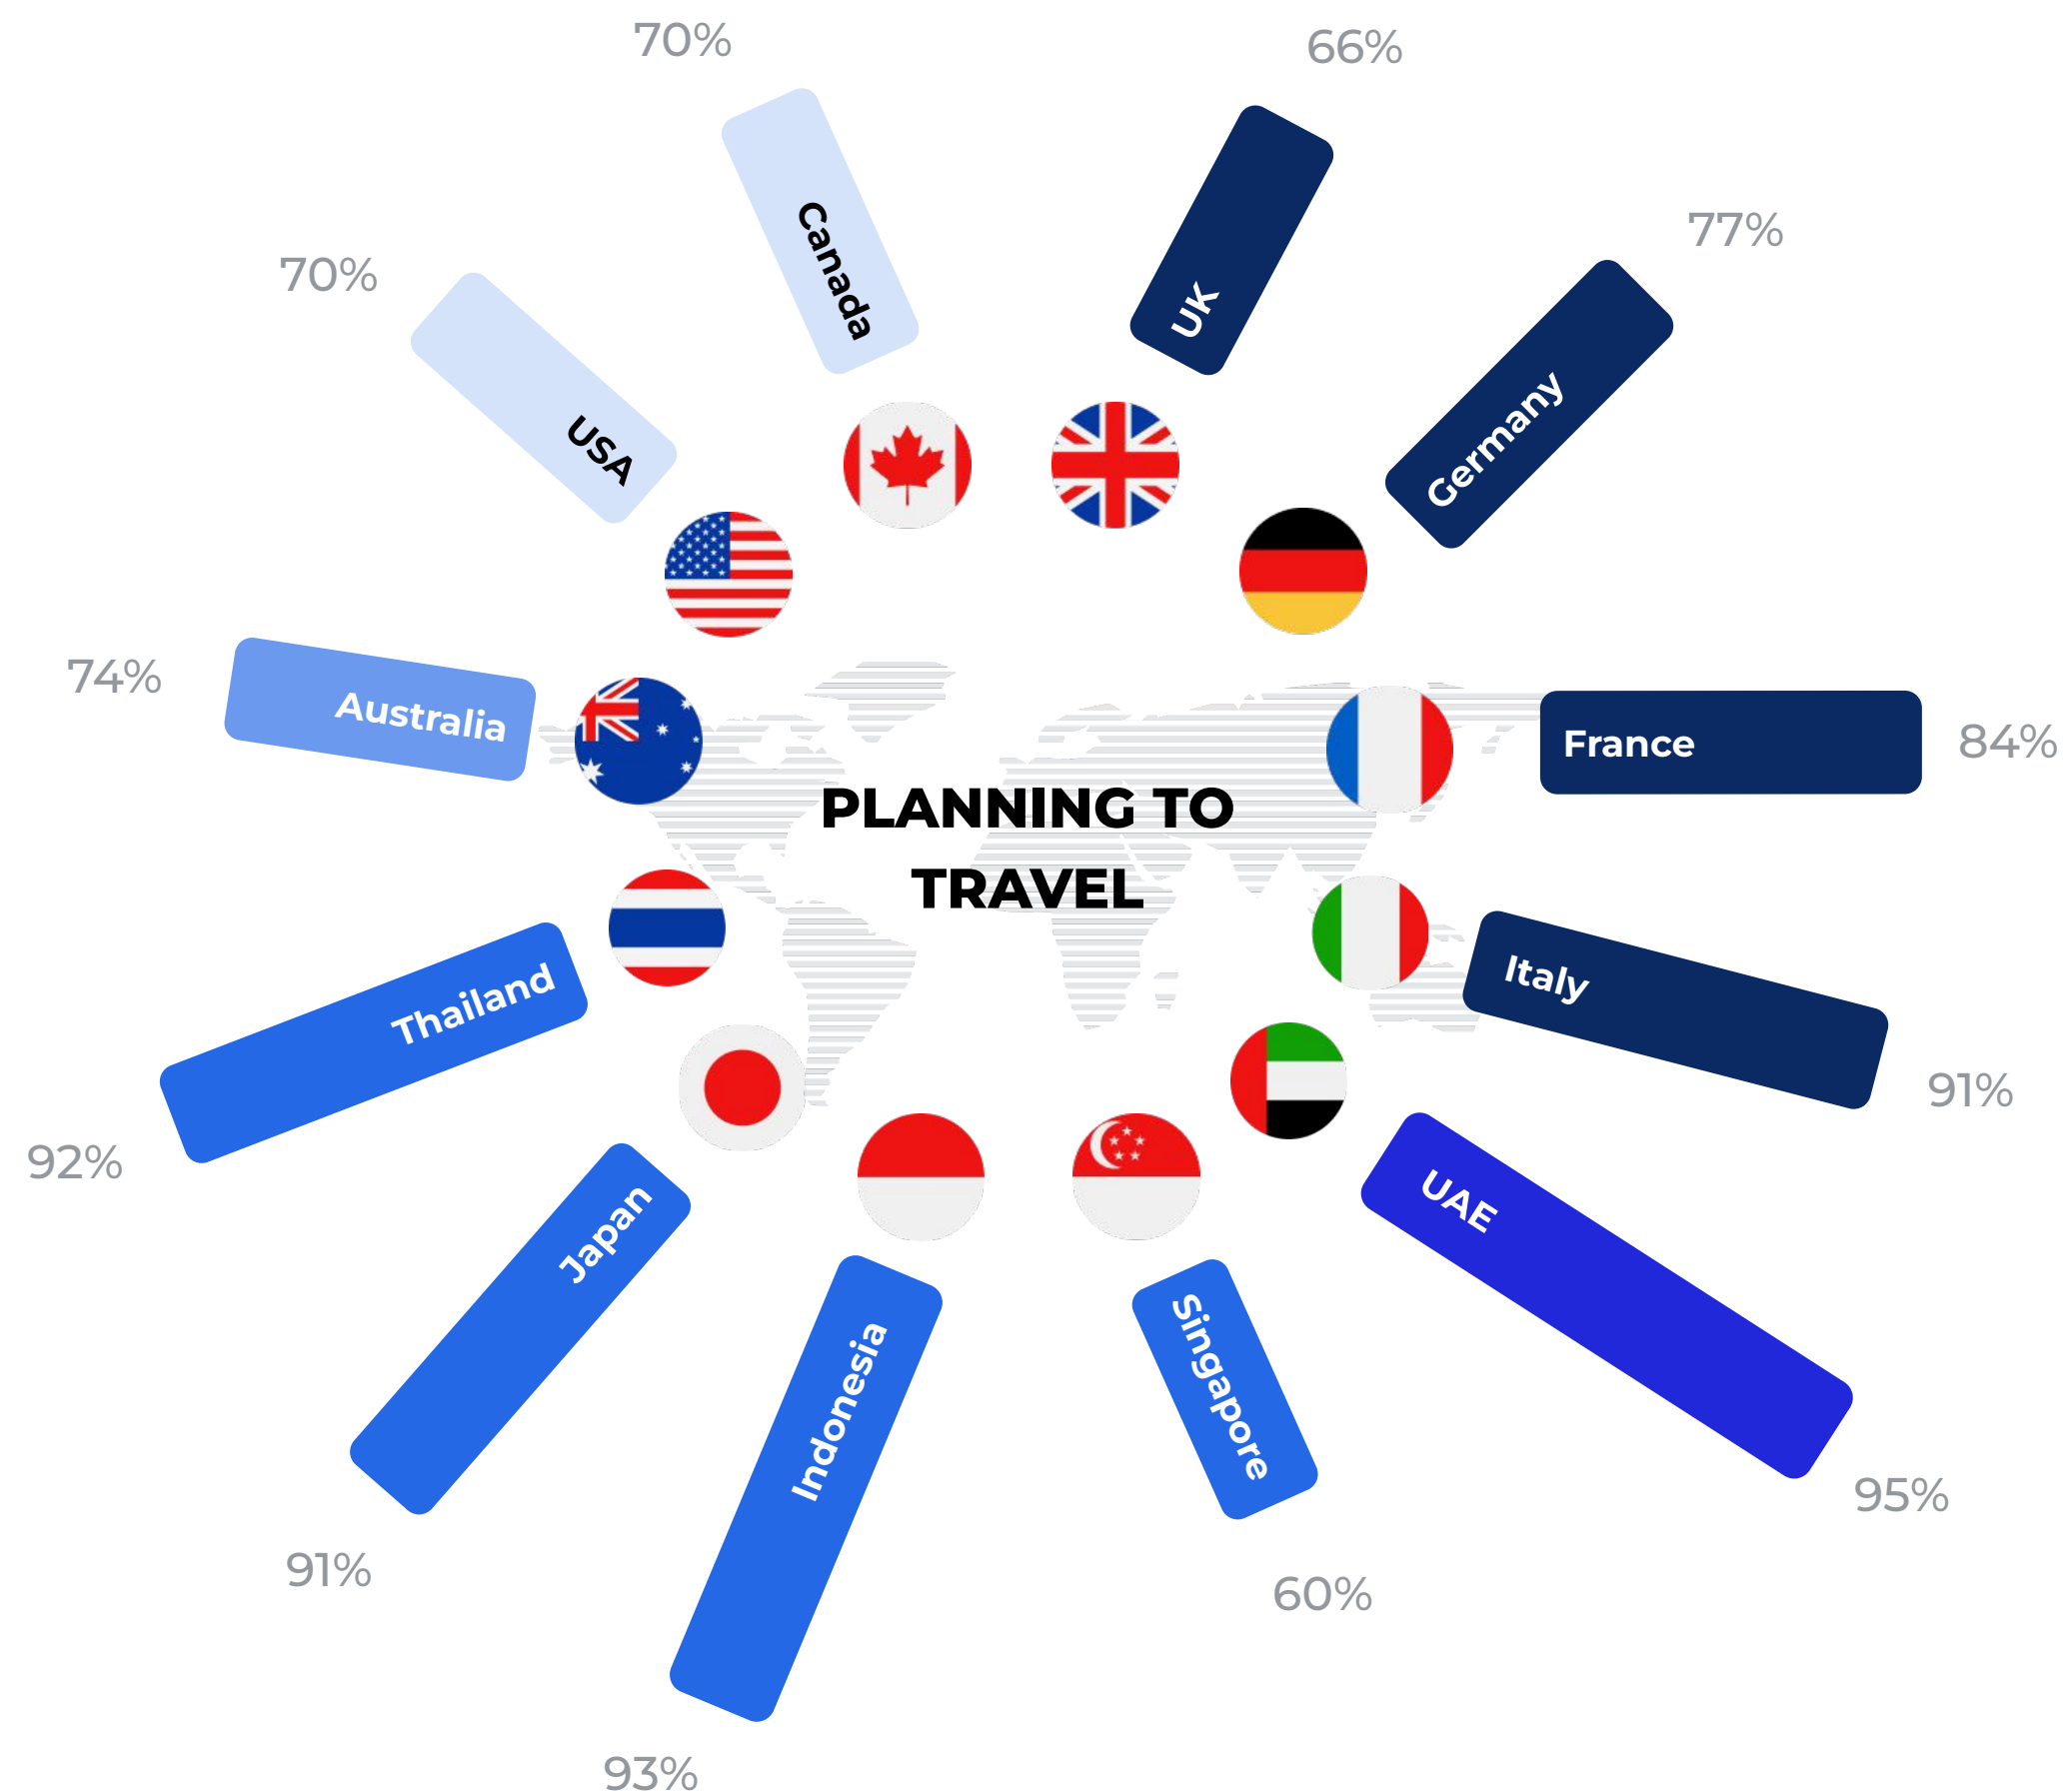 70%
66%
Canada
UK
77%
70%
Germany
USA
74%
Australia
France
84%
PLANNING TO
TRAVEL
Italy
91%
Thailand
92%
UAE
95%
Japan
91%
Indonesia
93%
Singapore
60%